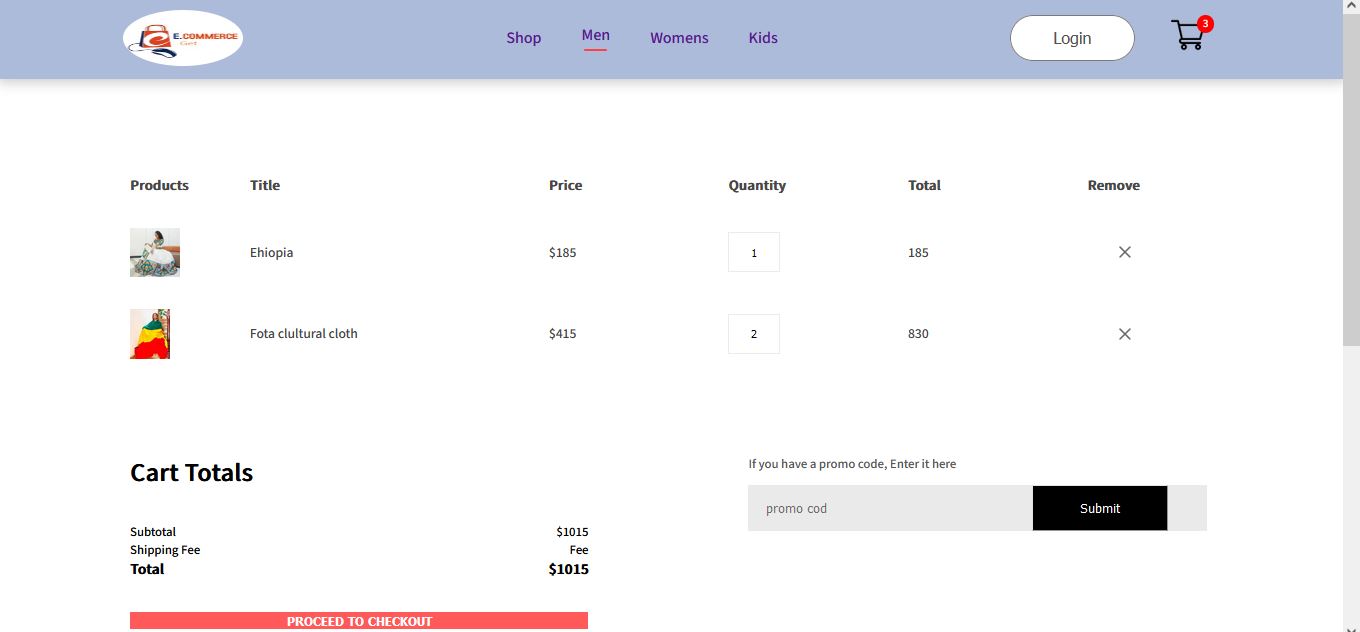 E.COMMERCE
Shop Men Womens Kids Login 3
Products Title Price Quantity Total Remove
Ehiopia $185 1 185
Fota clultural cloth $415 2 830
Cart Totals
If you have a promo code, Enter it here
promo cod Submit
Subtotal $1015
Shipping Fee Fee
Total $1015
PROCEED TO CHECKOUT